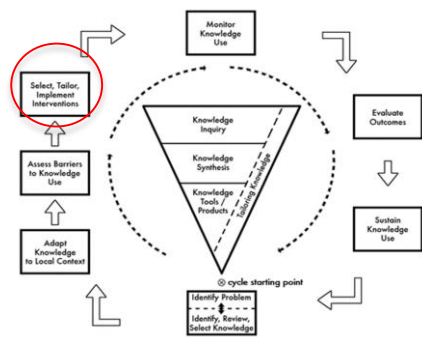 Monitor
Knowledge
Use
Select, Tailor,
Implement
Interventions
Evaluate
Outcomes
Knowledge
Inquiry
Knowledge
Synthesis
Knowledge
Tools /
Products
Tailoring Knowledge
Assess Barriers
to Knowledge
Use
Sustain
Knowledge
Use
Adapt
Knowledge
to Local Context
⊗ cycle starting point
Identify Problem
Identify, Review,
Select Knowledge